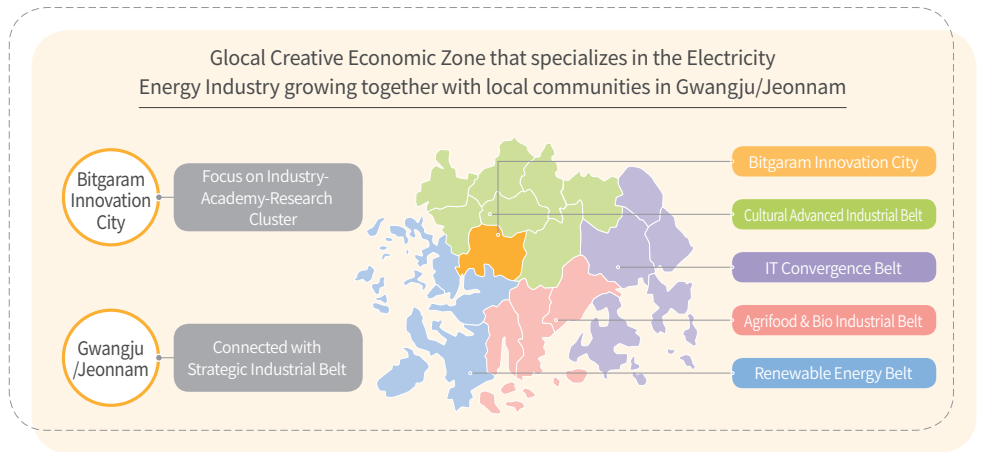 Glocal Creative Economic Zone that specializes in the Electricity
Energy Industry growing together with local communities in Gwangju/Jeonnam
Bitgaram
Innovation
City
Focus on Industry-
Academy-Research
Cluster
Gwangju
/Jeonnam
Connected with
Strategic Industrial Belt
Bitgaram Innovation City
Cultural Advanced Industrial Belt
IT Convergence Belt
Agrifood & Bio Industrial Belt
Renewable Energy Belt